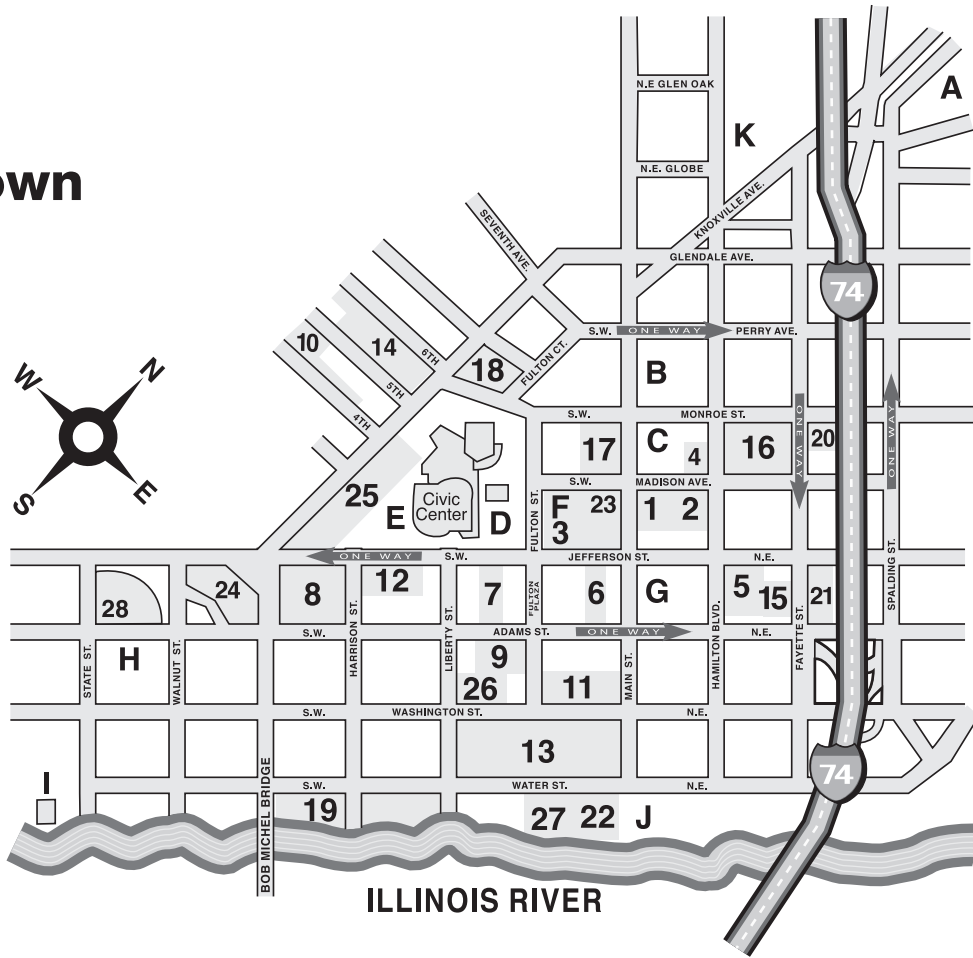 own
A
N.E GLEN OAK
K
N.E. GLOBE
KNOXVILLE AVE.
SEVENTH AVE.
GLENDALE AVE.
74
S.W.
ONE WAY
PERRY AVE.
10
14
6TH
18
FULTON CT.
B
5TH
4TH
W
N
S
E
S.W.
MONROE ST.
ONE WAY
ONE WAY
17
C
4
16
20
S.W.
MADISON AVE.
25
E
Civic
Center
D
FULTON ST.
F
3
23
1
2
ONE WAY
S.W.
JEFFERSON ST.
N.E.
28
24
8
12
7
FULTON
PLAZA
6
G
5
15
21
SPALDING ST.
S.W.
ADAMS ST.
ONE WAY
N.E.
STATE ST.
H
WALNUT ST.
HARRISON ST.
LIBERTY ST.
9
26
11
MAIN ST.
HAMILTON BLVD.
FAYETTE ST.
S.W.
WASHINGTON ST.
N.E.
13
74
I
BOB MICHEL BRIDGE
S.W.
WATER ST.
N.E.
19
27
22
J
ILLINOIS RIVER